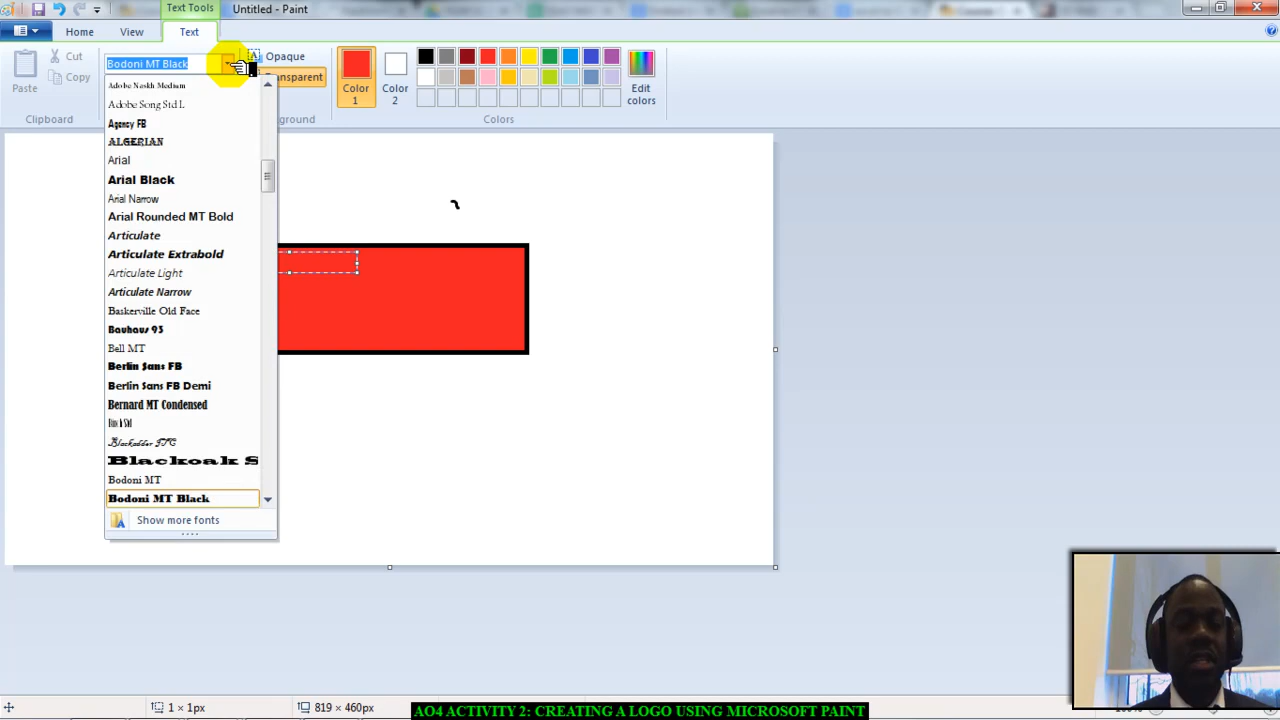 Text Tools
Untitled - Paint
Home
View
Text
Paste
Cut
Copy
Clipboard
Bodoni MT Black
Opaque
Transparent
ground
Color 1
Color 2
Edit colors
Colors
Adobe Naskh Medium
Adobe Song Std L
Agency FB
ALGERIAN
Arial
Arial Black
Arial Narrow
Arial Rounded MT Bold
Articulate
Articulate Extrabold
Articulate Light
Articulate Narrow
Baskerville Old Face
Bauhaus 93
Bell MT
Berlin Sans FB
Berlin Sans FB Demi
Bernard MT Condensed
Blackadder ITC
Blackoak S
Bodoni MT
Bodoni MT Black
Show more fonts
1 × 1px
819 × 460px
AO4 ACTIVITY 2: CREATING A LOGO USING MICROSOFT PAINT